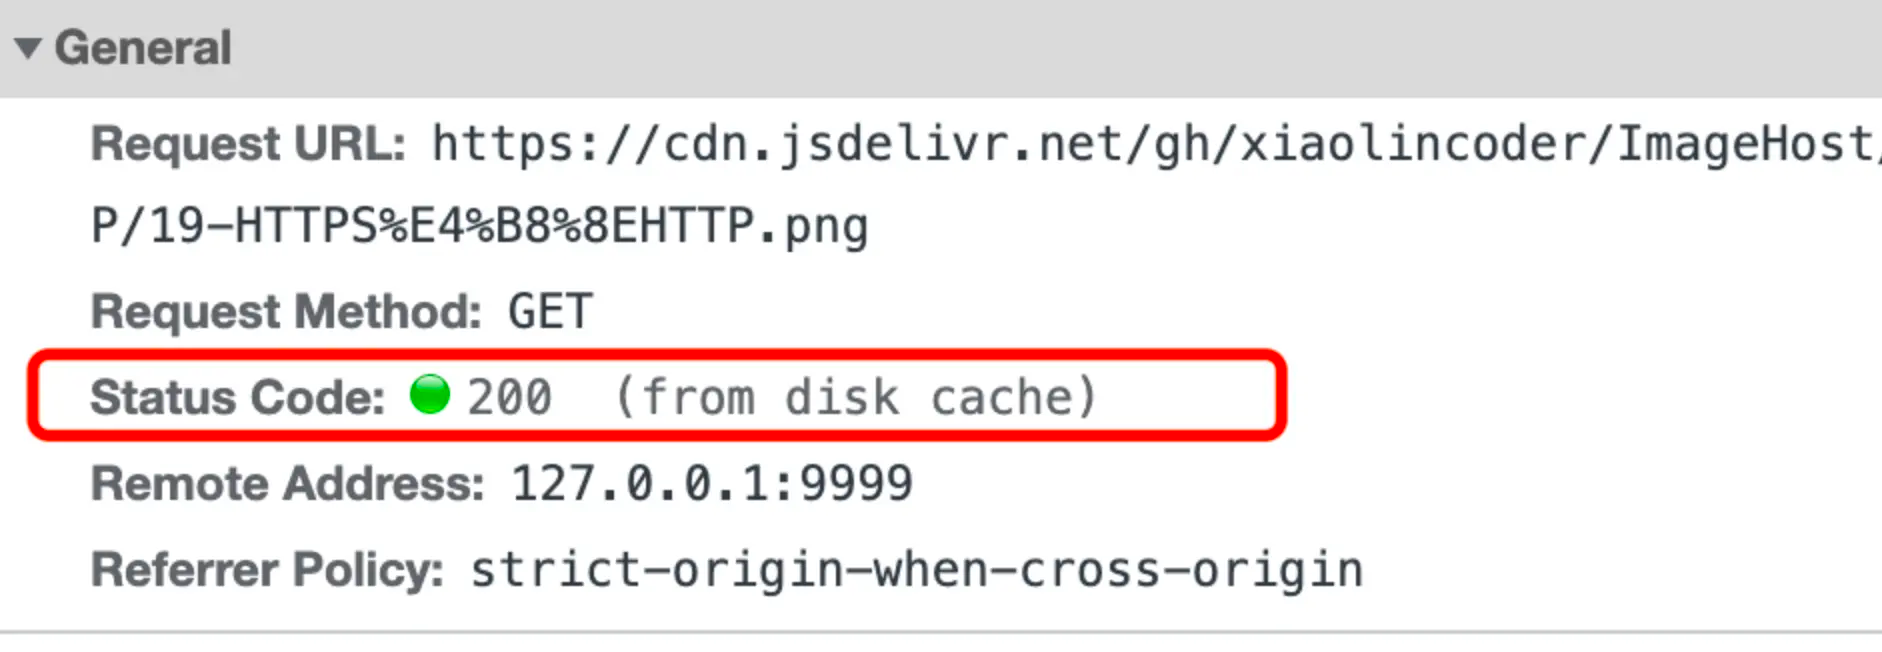 General
Request URL: https://cdn.jsdelivr.net/gh/xiaolincoder/ImageHost/
P/19-HTTPS%E4%B8%8EHTTP.png
Request Method: GET
Status Code: 200 (from disk cache)
Remote Address: 127.0.0.1:9999
Referrer Policy: strict-origin-when-cross-origin